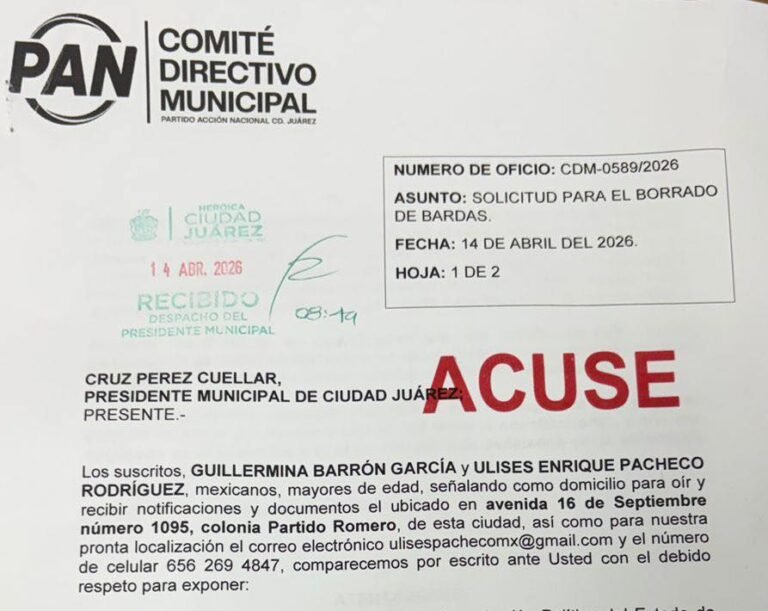 PAN
COMITÉ
DIRECTIVO
MUNICIPAL
PARTIDO ACCIÓN NACIONAL CD. JUÁREZ
NUMERO DE OFICIO: CDM-0589/2026
ASUNTO: SOLICITUD PARA EL BORRADO
DE BARDAS.
FECHA: 14 DE ABRIL DEL 2026.
HOJA: 1 DE 2
HEROICA
CIUDAD
JUÁREZ
14 ABR. 2026
RECIBIDO
DESPACHO DEL
PRESIDENTE MUNICIPAL
08:49
ACUSE
CRUZ PEREZ CUELLAR,
PRESIDENTE MUNICIPAL DE CIUDAD JUÁREZ;
PRESENTE.-
Los suscritos, GUILLERMINA BARRÓN GARCÍA y ULISES ENRIQUE PACHECO
RODRÍGUEZ, mexicanos, mayores de edad, señalando como domicilio para oír y
recibir notificaciones y documentos el ubicado en avenida 16 de Septiembre
número 1095, colonia Partido Romero, de esta ciudad, así como para nuestra
pronta localización el correo electrónico ulisespachecomx@gmail.com y el número
de celular 656 269 4847, comparecemos por escrito ante Usted con el debido
respeto para exponer: